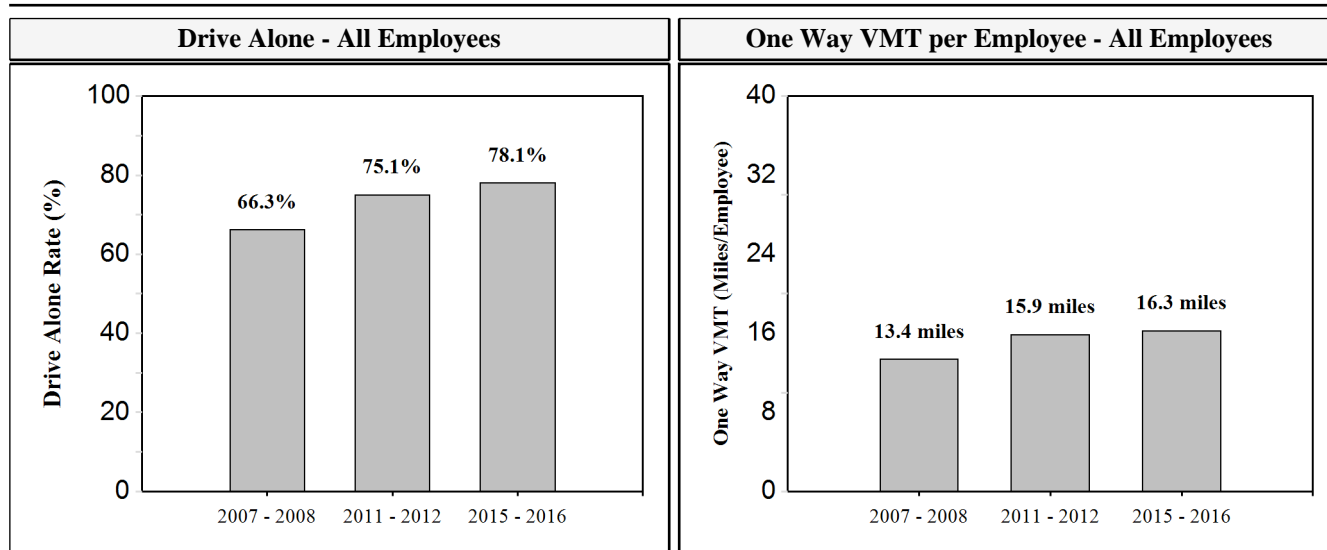 Drive Alone - All Employees
One Way VMT per Employee - All Employees
Drive Alone Rate (%)
100
80
60
40
20
0
66.3%
75.1%
78.1%
2007 - 2008
2011 - 2012
2015 - 2016
One Way VMT (Miles/Employee)
40
32
24
16
8
0
13.4 miles
15.9 miles
16.3 miles
2007 - 2008
2011 - 2012
2015 - 2016